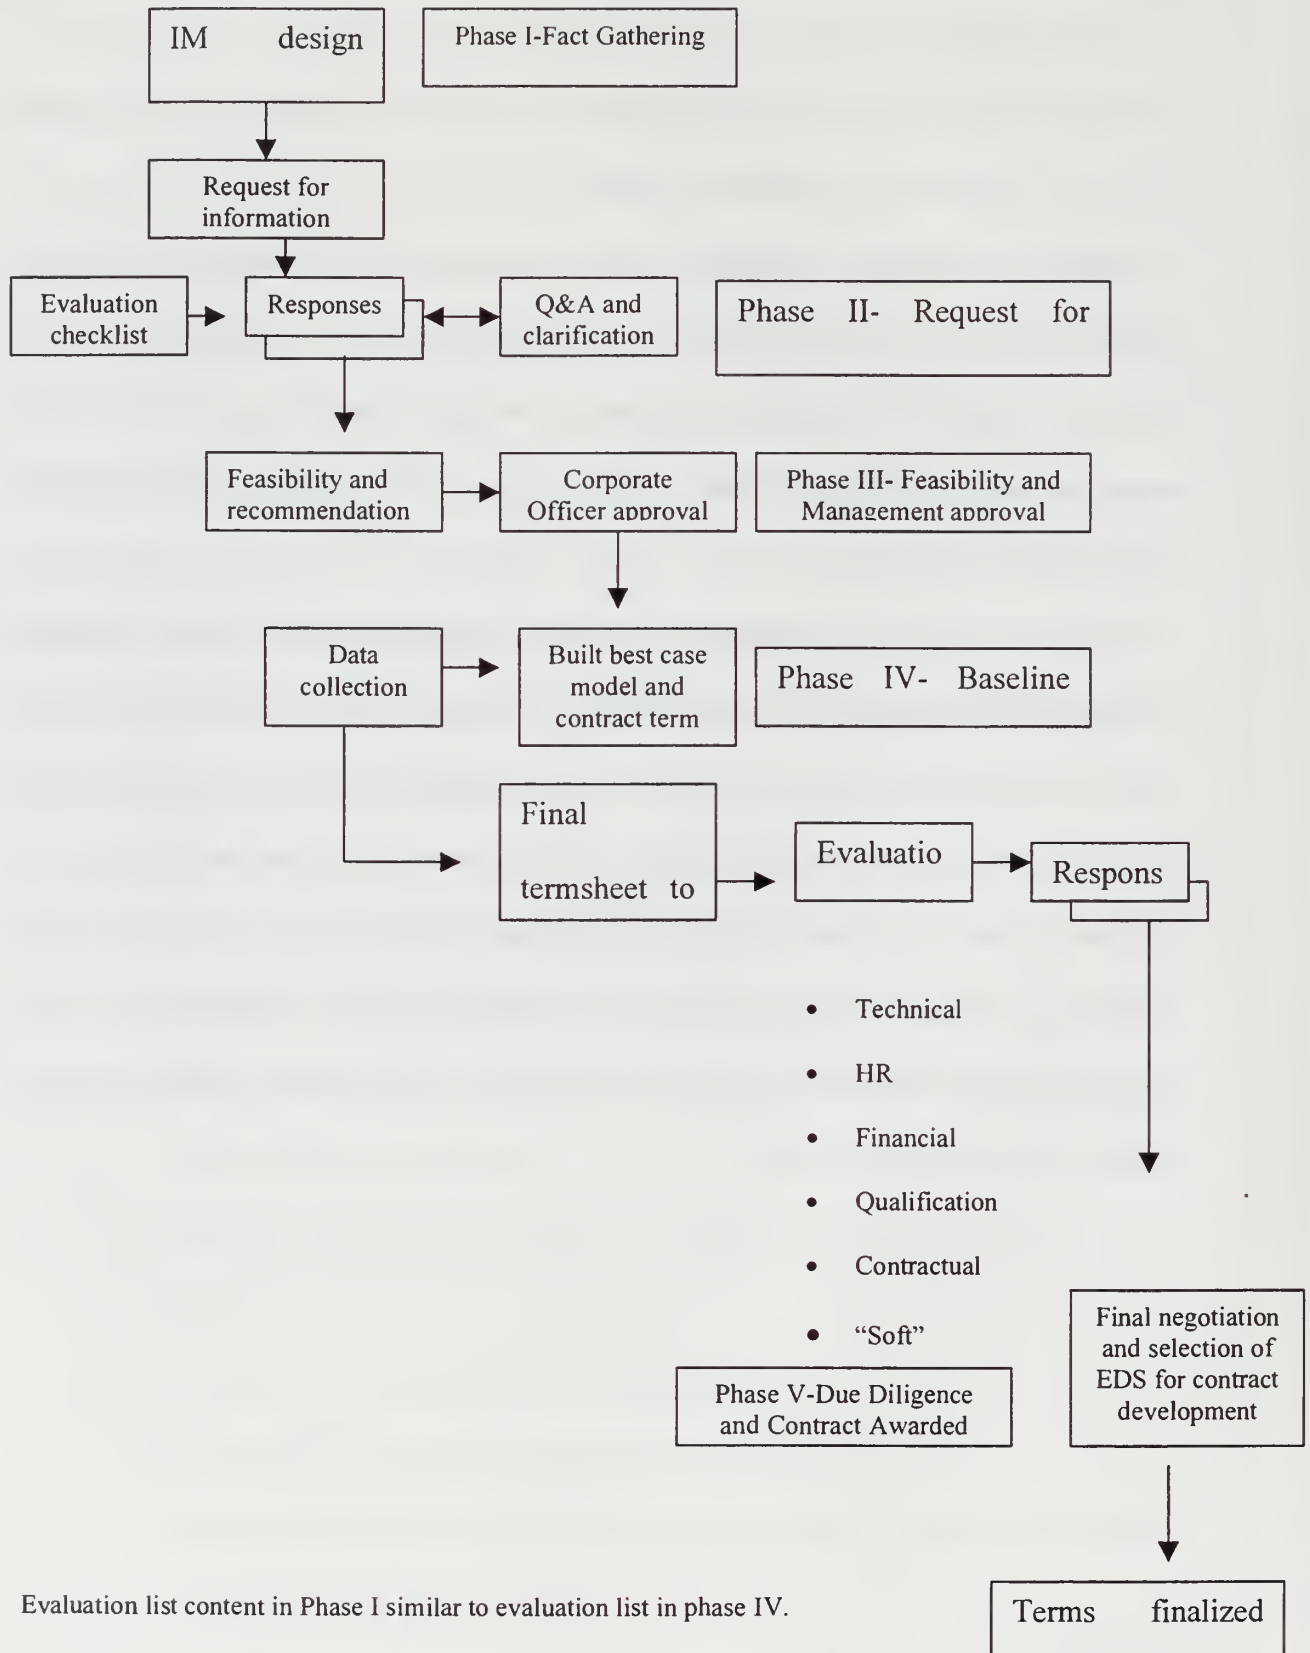 IM design
Phase I-Fact Gathering
Request for
information
Evaluation
checklist
Responses
Q&A and
clarification
Phase II- Request for
Feasibility and
recommendation
Corporate
Officer approval
Phase III- Feasibility and
Management approval
Data
collection
Built best case
model and
contract term
Phase IV- Baseline
Final
termsheet to
Evaluatio
Respons
• Technical
• HR
• Financial
• Qualification
• Contractual
• “Soft”
Phase V-Due Diligence
and Contract Awarded
Final negotiation
and selection of
EDS for contract
development
Evaluation list content in Phase I similar to evaluation list in phase IV.
Terms finalized